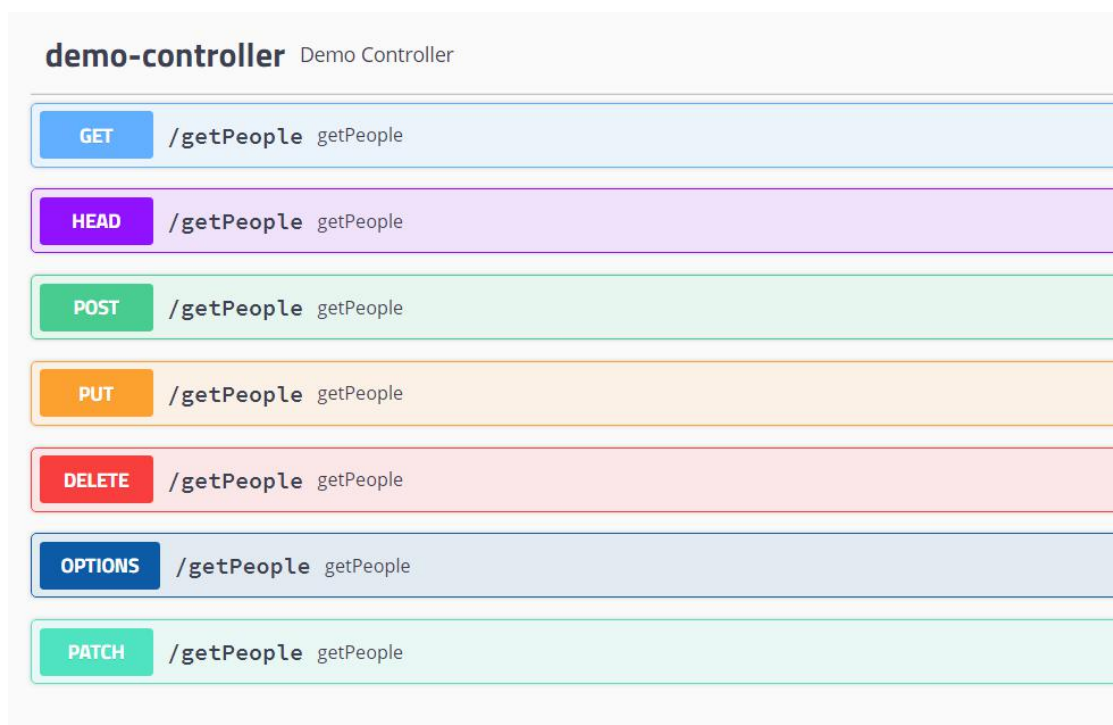 demo-controller Demo Controller
GET /getPeople getPeople
HEAD /getPeople getPeople
POST /getPeople getPeople
PUT /getPeople getPeople
DELETE /getPeople getPeople
OPTIONS /getPeople getPeople
PATCH /getPeople getPeople